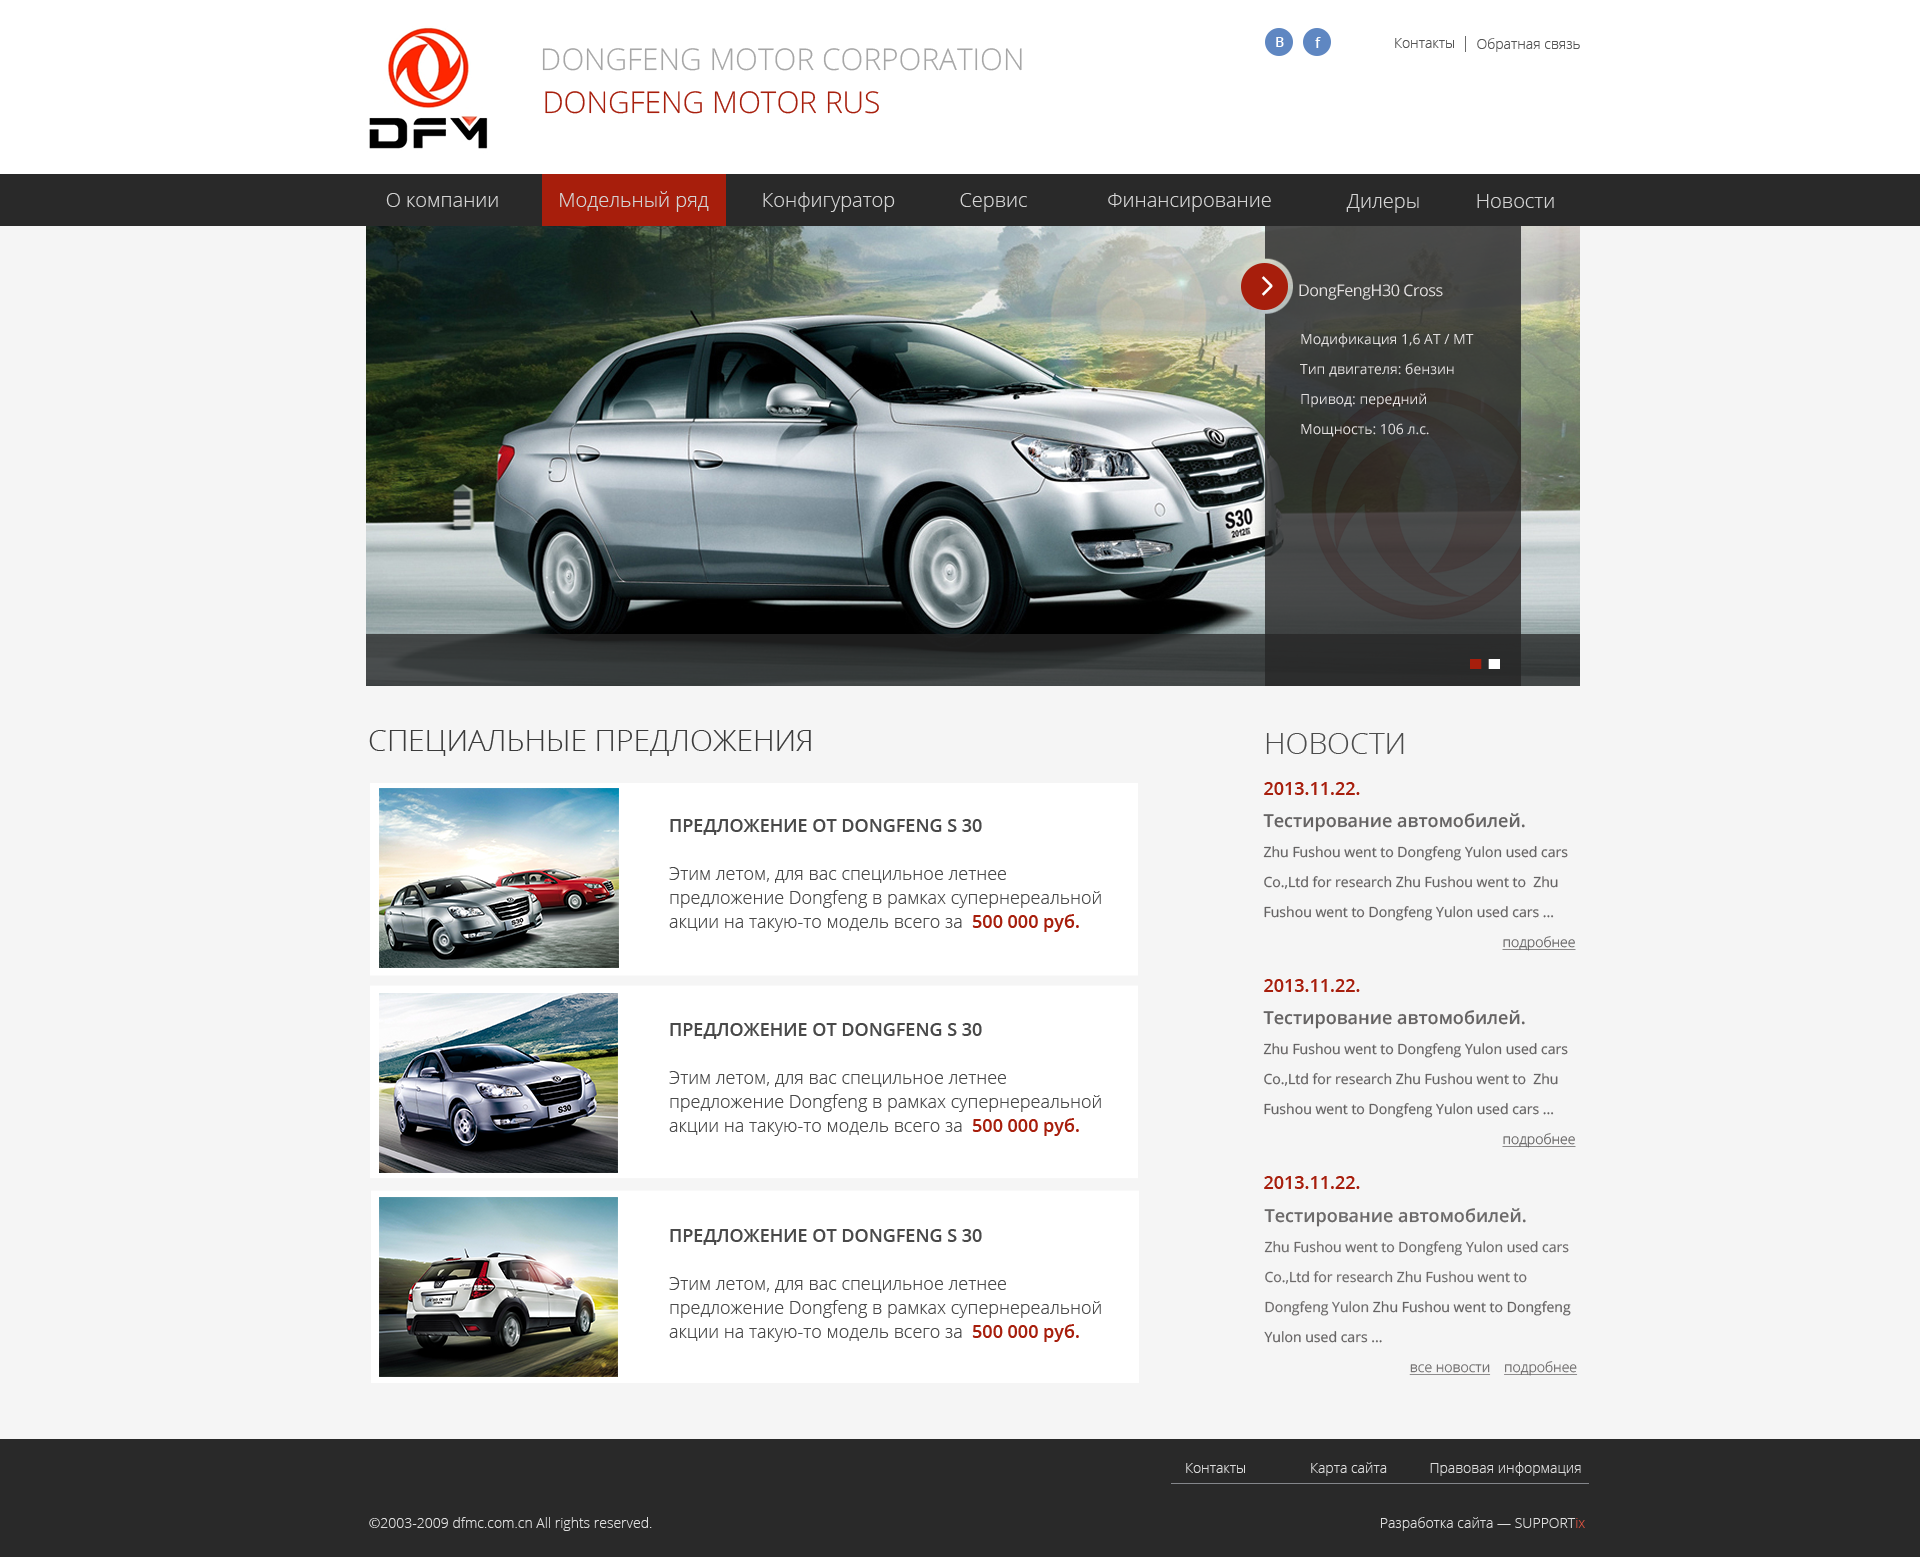 DFM
DONGFENG MOTOR CORPORATION
DONGFENG MOTOR RUS
B f
Контакты | Обратная связь
О компании Модельный ряд Конфигуратор Сервис Финансирование Дилеры Новости
DongFengH30 Cross
Модификация 1,6 AT / MT
Тип двигателя: бензин
Привод: передний
Мощность: 106 л.с.
S30
СПЕЦИАЛЬНЫЕ ПРЕДЛОЖЕНИЯ
ПРЕДЛОЖЕНИЕ ОТ DONGFENG S 30
Этим летом, для вас специльное летнее
предложение Dongfeng в рамках супернереальной
акции на такую-то модель всего за 500 000 руб.
S30
ПРЕДЛОЖЕНИЕ ОТ DONGFENG S 30
Этим летом, для вас специльное летнее
предложение Dongfeng в рамках супернереальной
акции на такую-то модель всего за 500 000 руб.
S30
ПРЕДЛОЖЕНИЕ ОТ DONGFENG S 30
Этим летом, для вас специльное летнее
предложение Dongfeng в рамках супернереальной
акции на такую-то модель всего за 500 000 руб.
НОВОСТИ
2013.11.22.
Тестирование автомобилей.
Zhu Fushou went to Dongfeng Yulon used cars
Co.,Ltd for research Zhu Fushou went to Zhu
Fushou went to Dongfeng Yulon used cars ...
подробнее
2013.11.22.
Тестирование автомобилей.
Zhu Fushou went to Dongfeng Yulon used cars
Co.,Ltd for research Zhu Fushou went to Zhu
Fushou went to Dongfeng Yulon used cars ...
подробнее
2013.11.22.
Тестирование автомобилей.
Zhu Fushou went to Dongfeng Yulon used cars
Co.,Ltd for research Zhu Fushou went to
Dongfeng Yulon Zhu Fushou went to Dongfeng
Yulon used cars ...
все новости подробнее
Контакты Карта сайта Правовая информация
©2003-2009 dfmc.com.cn All rights reserved.
Разработка сайта — SUPPORTix